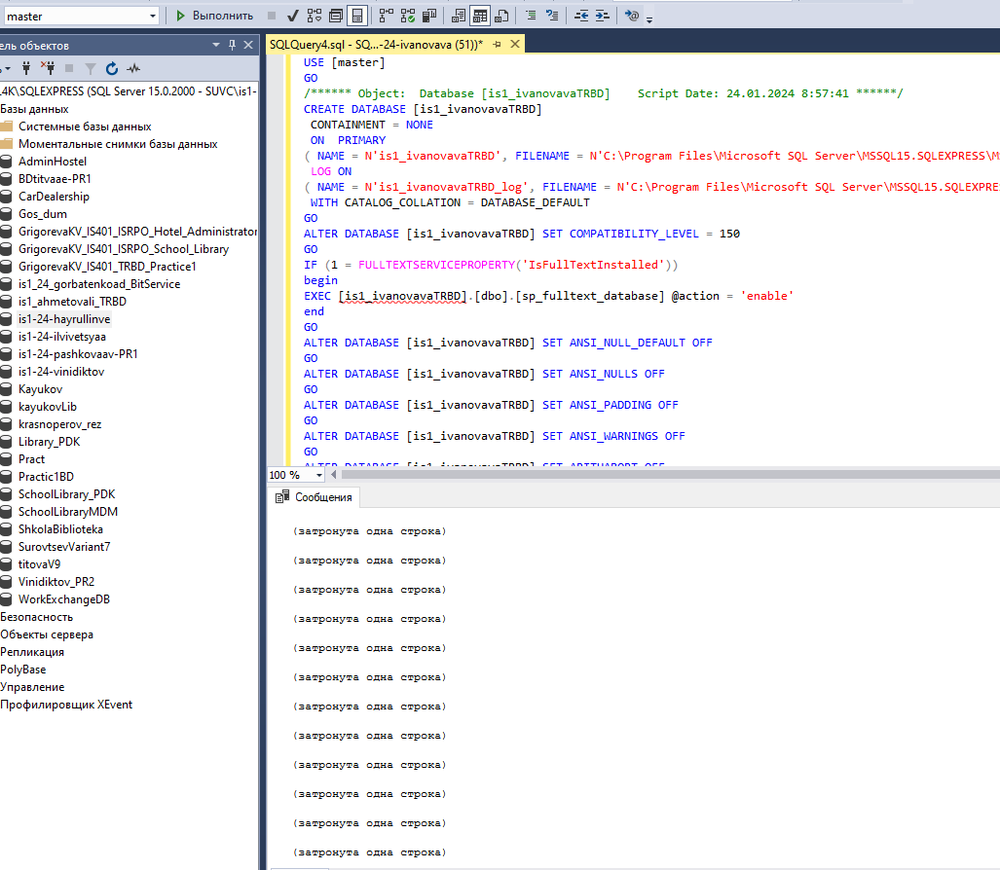 master
Выполнить
ель объектов
4K\SQLEXPRESS (SQL Server 15.0.2000 - SUVC\is1-
Базы данных
Системные базы данных
Моментальные снимки базы данных
AdminHostel
BDtitvaae-PR1
CarDealership
Gos_dum
GrigorevaKV_IS401_ISRPO_Hotel_Administrator
GrigorevaKV_IS401_ISRPO_School_Library
GrigorevaKV_IS401_TRBD_Practice1
is1_24_gorbatenkoad_BitService
is1_ahmetovali_TRBD
is1-24-hayrullinve
is1-24-ilvivetsyaa
is1-24-pashkovaav-PR1
is1-24-vinidiktov
Kayukov
kayukovLib
krasnoperov_rez
Library_PDK
Pract
Practic1BD
SchoolLibrary_PDK
SchoolLibraryMDM
ShkolaBiblioteka
SurovtsevVariant7
titovaV9
Vinidiktov_PR2
WorkExchangeDB
Безопасность
Объекты сервера
Репликация
PolyBase
Управление
Профилировщик XEvent
SQLQuery4.sql - SQ...-24-ivanovava (51))*
USE [master]
GO
/****** Object:  Database [is1_ivanovavaTRBD]    Script Date: 24.01.2024 8:57:41 ******/
CREATE DATABASE [is1_ivanovavaTRBD]
CONTAINMENT = NONE
ON  PRIMARY
( NAME = N'is1_ivanovavaTRBD', FILENAME = N'C:\Program Files\Microsoft SQL Server\MSSQL15.SQLEXPRESS\M
LOG ON
( NAME = N'is1_ivanovavaTRBD_log', FILENAME = N'C:\Program Files\Microsoft SQL Server\MSSQL15.SQLEXPRE
WITH CATALOG_COLLATION = DATABASE_DEFAULT
GO
ALTER DATABASE [is1_ivanovavaTRBD] SET COMPATIBILITY_LEVEL = 150
GO
IF (1 = FULLTEXTSERVICEPROPERTY('IsFullTextInstalled'))
begin
EXEC [is1_ivanovavaTRBD].[dbo].[sp_fulltext_database] @action = 'enable'
end
GO
ALTER DATABASE [is1_ivanovavaTRBD] SET ANSI_NULL_DEFAULT OFF
GO
ALTER DATABASE [is1_ivanovavaTRBD] SET ANSI_NULLS OFF
GO
ALTER DATABASE [is1_ivanovavaTRBD] SET ANSI_PADDING OFF
GO
ALTER DATABASE [is1_ivanovavaTRBD] SET ANSI_WARNINGS OFF
GO
ALTER DATABASE [is1_ivanovavaTRBD] SET ARITHABORT OFF
100 %
Сообщения
(затронута одна строка)
(затронута одна строка)
(затронута одна строка)
(затронута одна строка)
(затронута одна строка)
(затронута одна строка)
(затронута одна строка)
(затронута одна строка)
(затронута одна строка)
(затронута одна строка)
(затронута одна строка)
(затронута одна строка)